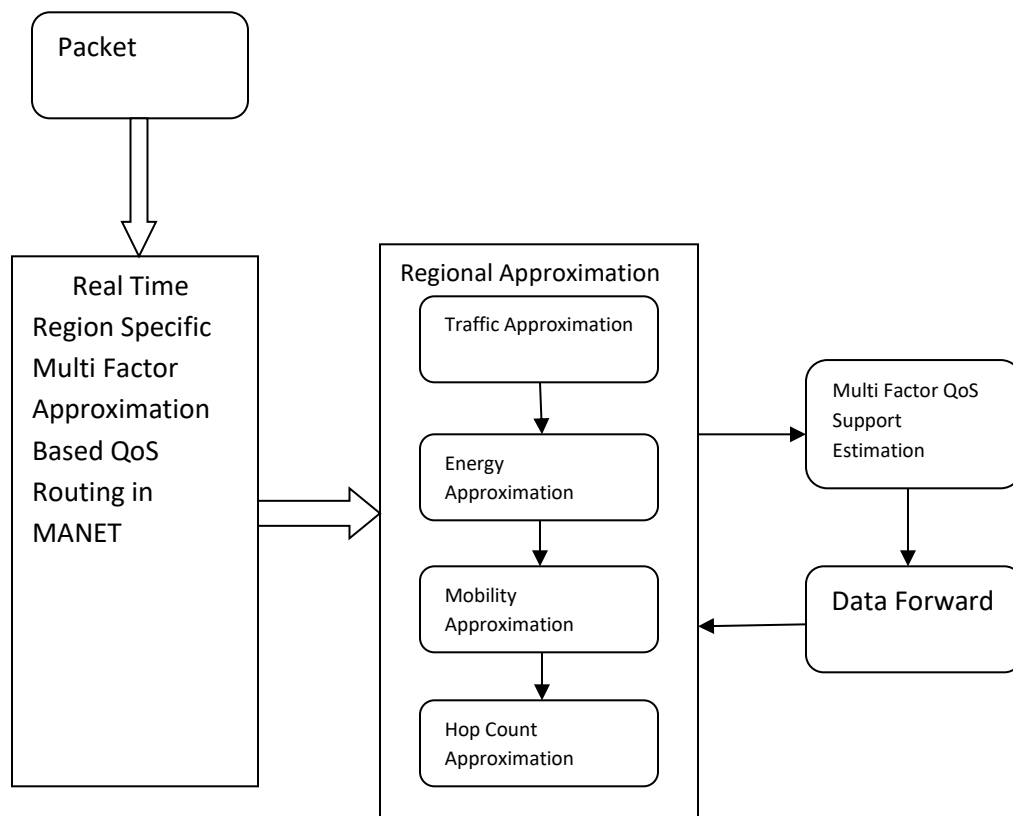 Packet
Real Time
Region Specific
Multi Factor
Approximation
Based QoS
Routing in
MANET
Regional Approximation
Traffic Approximation
Energy
Approximation
Mobility
Approximation
Hop Count
Approximation
Multi Factor QoS
Support
Estimation
Data Forward